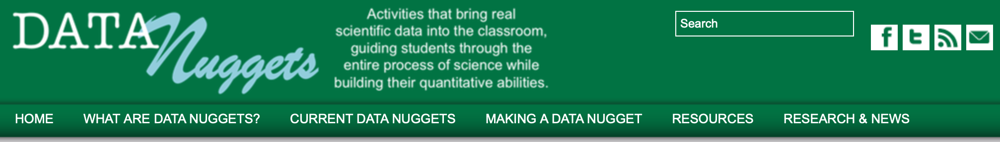 DATA Nuggets
Activities that bring real
scientific data into the classroom,
guiding students through the
entire process of science while
building their quantitative abilities.
Search
HOME WHAT ARE DATA NUGGETS? CURRENT DATA NUGGETS MAKING A DATA NUGGET RESOURCES RESEARCH & NEWS